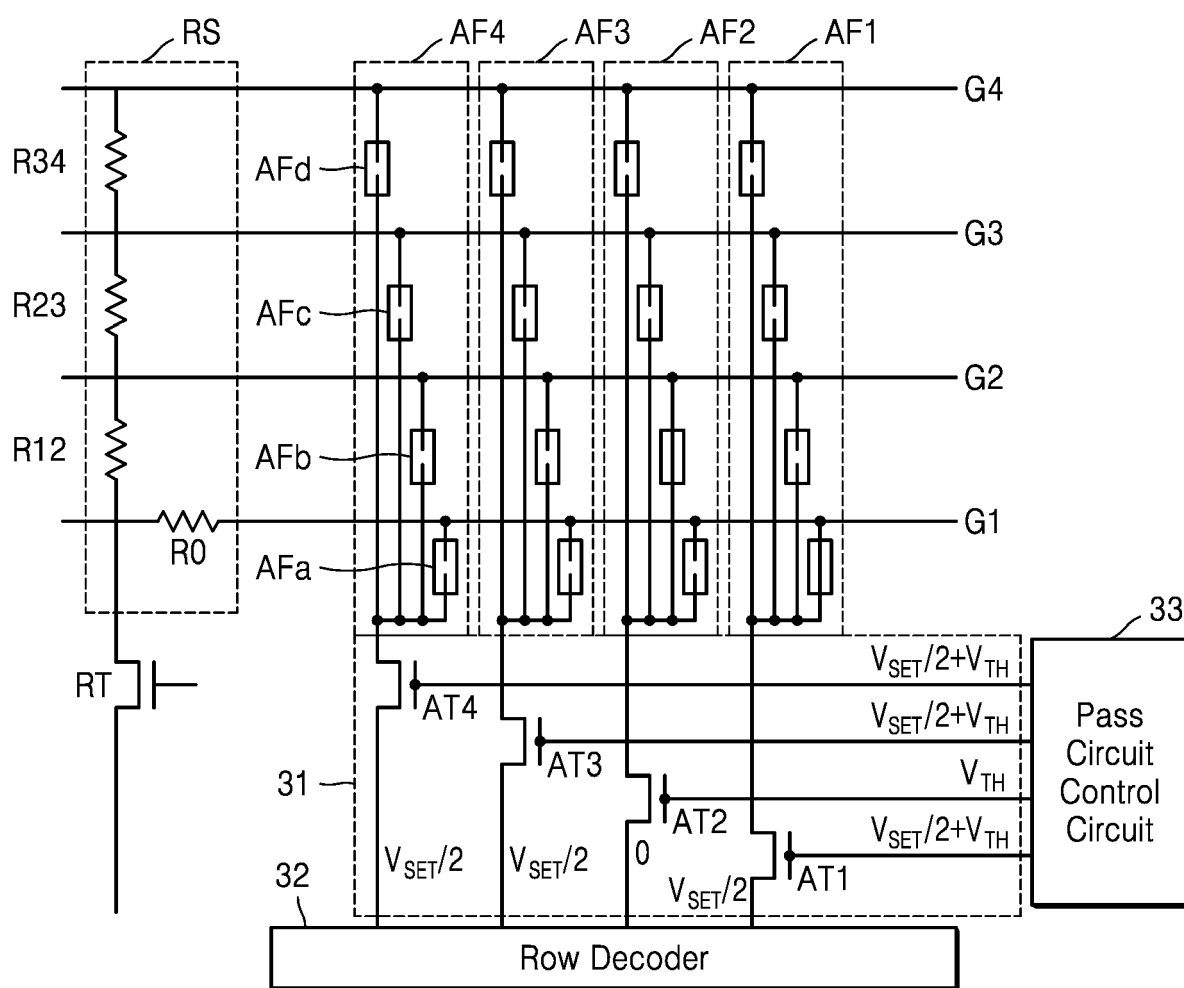 RS AF4 AF3 AF2 AF1
G4
R34
AFd
G3
R23
AFc
G2
R12
AFb
G1
R0
AFa
33
V_SET/2+V_TH
RT
AT4
V_SET/2+V_TH
Pass
Circuit
Control
Circuit
AT3
31
V_TH
AT2
V_SET/2+V_TH
V_SET/2 V_SET/2 0
AT1
32
V_SET/2
Row Decoder